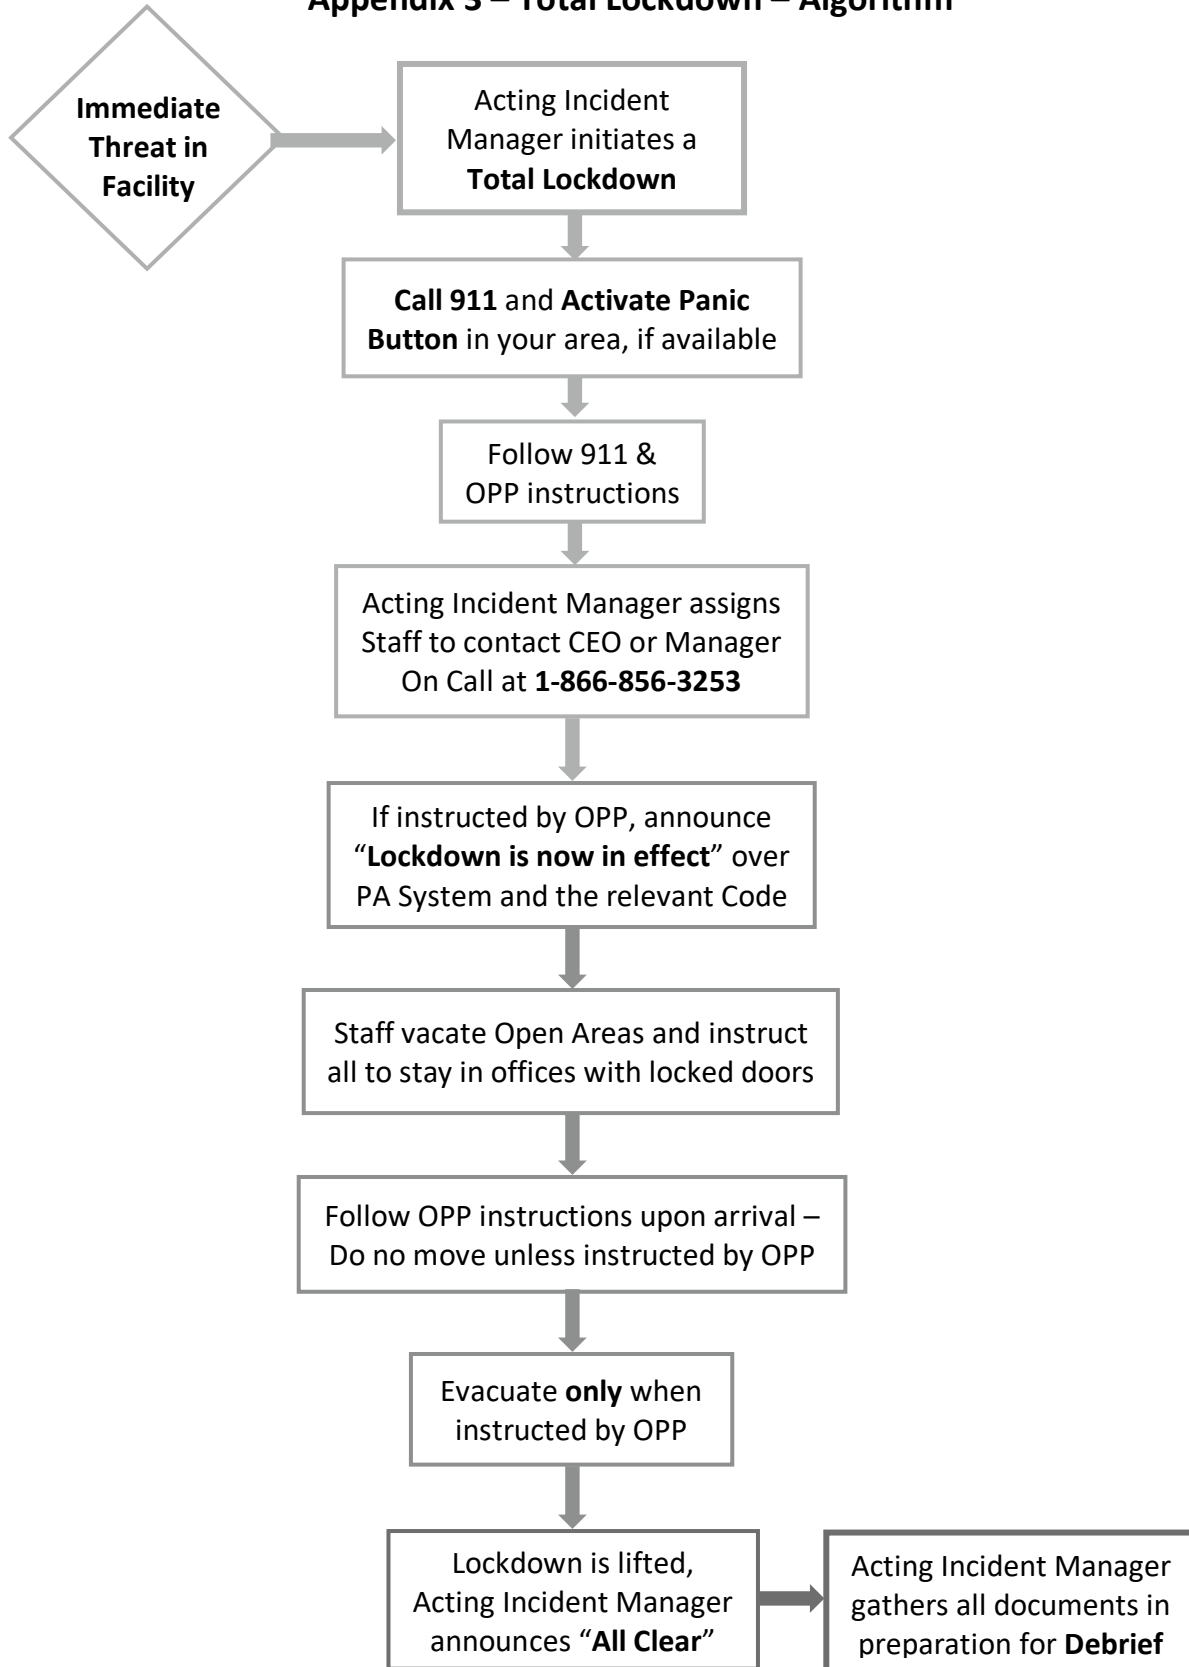 Appendix 3 – Total Lockdown – Algorithm
Immediate
Threat in
Facility
Acting Incident
Manager initiates a
Total Lockdown
Call 911 and Activate Panic
Button in your area, if available
Follow 911 &
OPP instructions
Acting Incident Manager assigns
Staff to contact CEO or Manager
On Call at 1-866-856-3253
If instructed by OPP, announce
“Lockdown is now in effect” over
PA System and the relevant Code
Staff vacate Open Areas and instruct
all to stay in offices with locked doors
Follow OPP instructions upon arrival –
Do no move unless instructed by OPP
Evacuate only when
instructed by OPP
Lockdown is lifted,
Acting Incident Manager
announces “All Clear”
Acting Incident Manager
gathers all documents in
preparation for Debrief